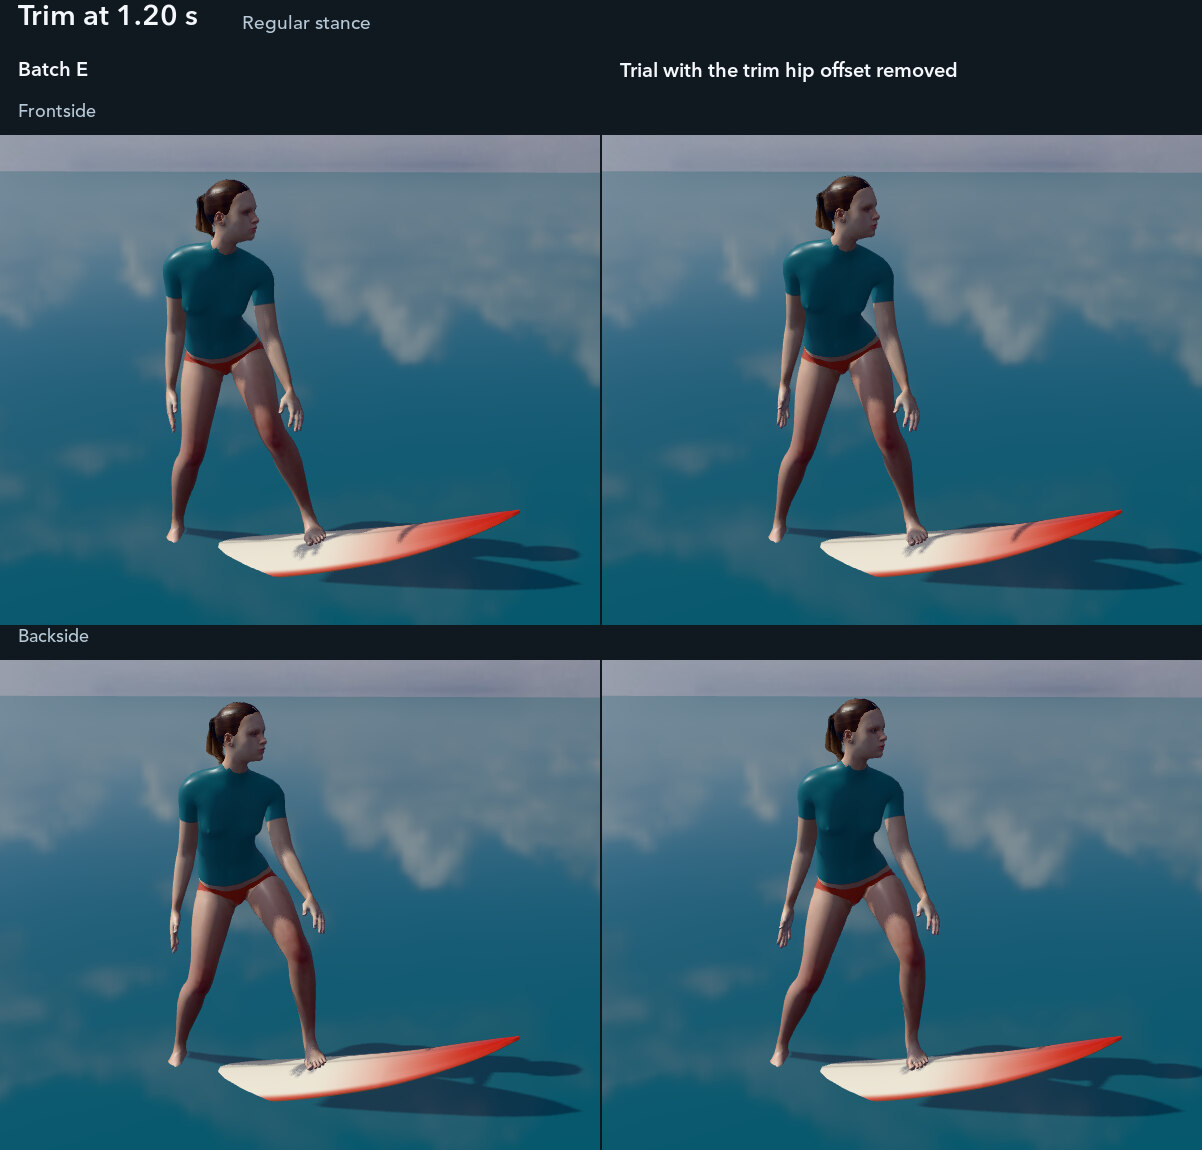 Trim at 1.20 s
Regular stance
Batch E
Trial with the trim hip offset removed
Frontside
Backside